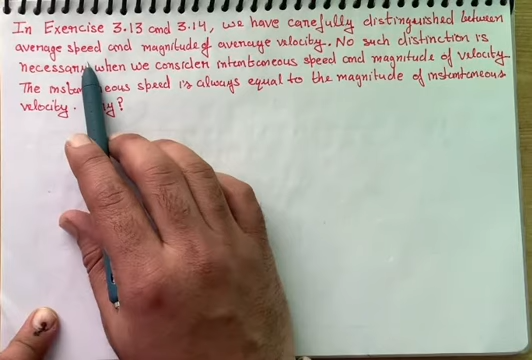 In Exercise 3.13 and 3.14, we have carefully distinguished between
average speed and magnitude of average velocity. No such distinction is
necessary when we consider instantaneous speed and magnitude of velocity.
The speed is always equal to the magnitude of instantaneous
velocity. ?